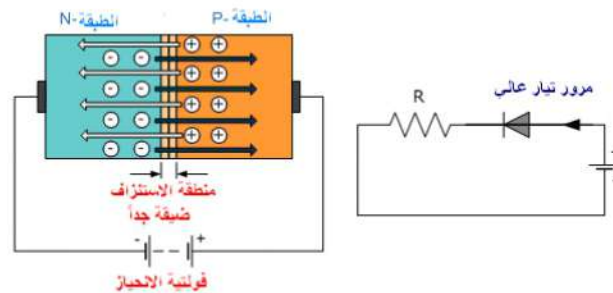 الطبقة -N
الطبقة -P
منطقة الاستنزاف
ضيقة جداً
- +
فولتية الانحياز
مرور تيار عالي
R
+